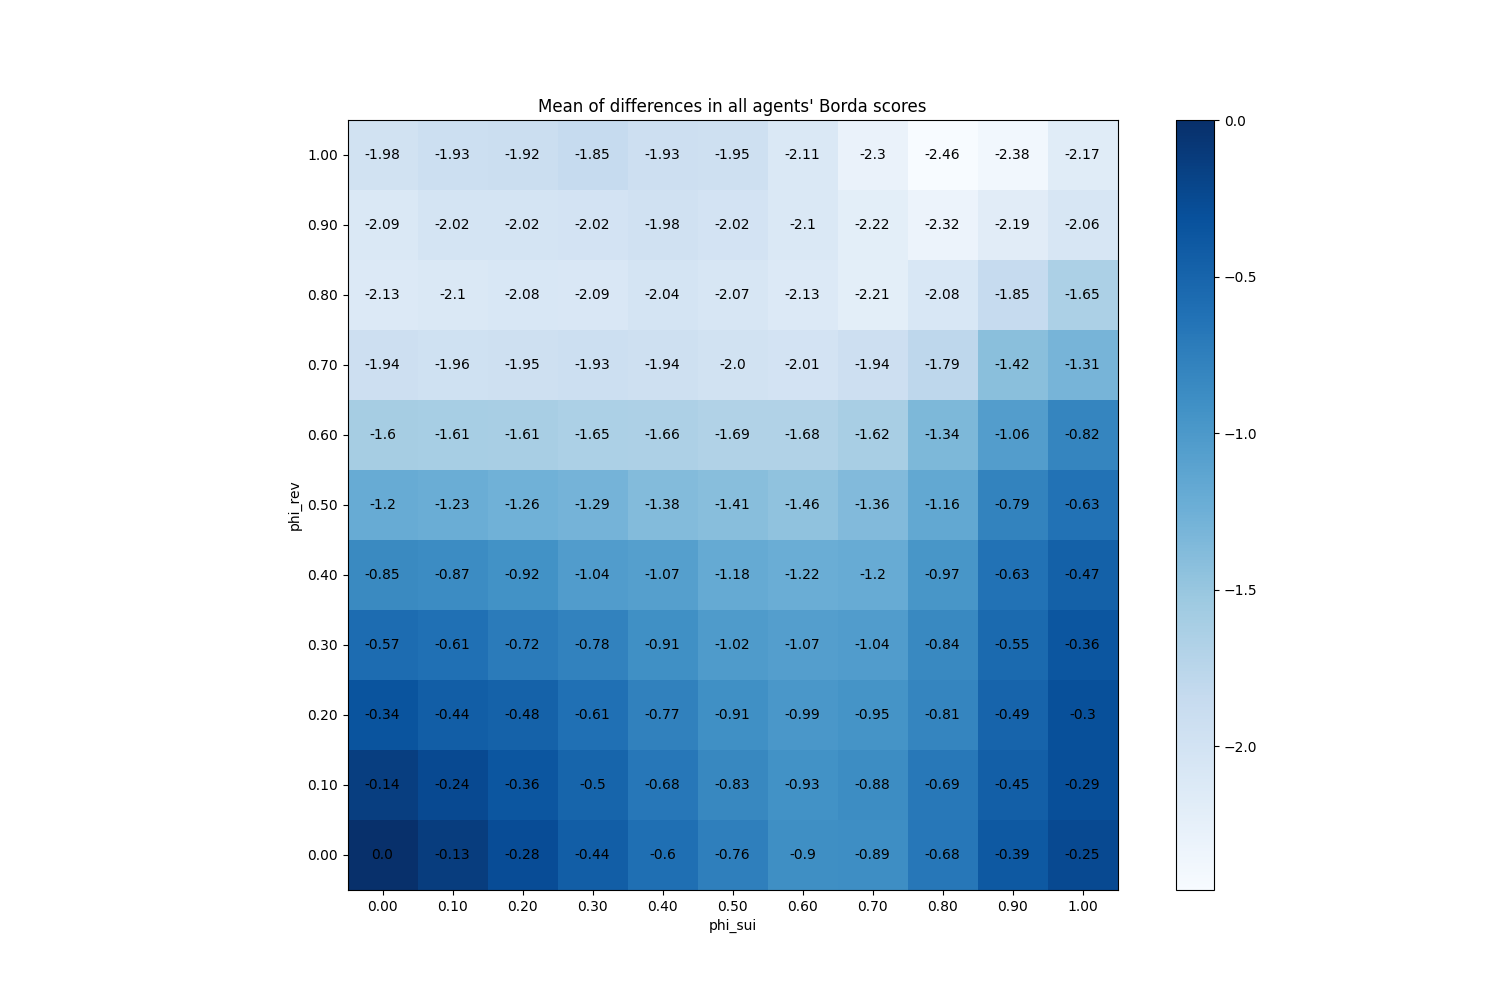 Mean of differences in all agents' Borda scores
1.00 -1.98 -1.93 -1.92 -1.85 -1.93 -1.95 -2.11 -2.3 -2.46 -2.38 -2.17
0.90 -2.09 -2.02 -2.02 -2.02 -1.98 -2.02 -2.1 -2.22 -2.32 -2.19 -2.06
0.80 -2.13 -2.1 -2.08 -2.09 -2.04 -2.07 -2.13 -2.21 -2.08 -1.85 -1.65
0.70 -1.94 -1.96 -1.95 -1.93 -1.94 -2.0 -2.01 -1.94 -1.79 -1.42 -1.31
0.60 -1.6 -1.61 -1.61 -1.65 -1.66 -1.69 -1.68 -1.62 -1.34 -1.06 -0.82
0.50 -1.2 -1.23 -1.26 -1.29 -1.38 -1.41 -1.46 -1.36 -1.16 -0.79 -0.63
0.40 -0.85 -0.87 -0.92 -1.04 -1.07 -1.18 -1.22 -1.2 -0.97 -0.63 -0.47
0.30 -0.57 -0.61 -0.72 -0.78 -0.91 -1.02 -1.07 -1.04 -0.84 -0.55 -0.36
0.20 -0.34 -0.44 -0.48 -0.61 -0.77 -0.91 -0.99 -0.95 -0.81 -0.49 -0.3
0.10 -0.14 -0.24 -0.36 -0.5 -0.68 -0.83 -0.93 -0.88 -0.69 -0.45 -0.29
0.00 0.0 -0.13 -0.28 -0.44 -0.6 -0.76 -0.9 -0.89 -0.68 -0.39 -0.25
0.00 0.10 0.20 0.30 0.40 0.50 0.60 0.70 0.80 0.90 1.00
phi_sui
phi_rev
0.0
−0.5
−1.0
−1.5
−2.0